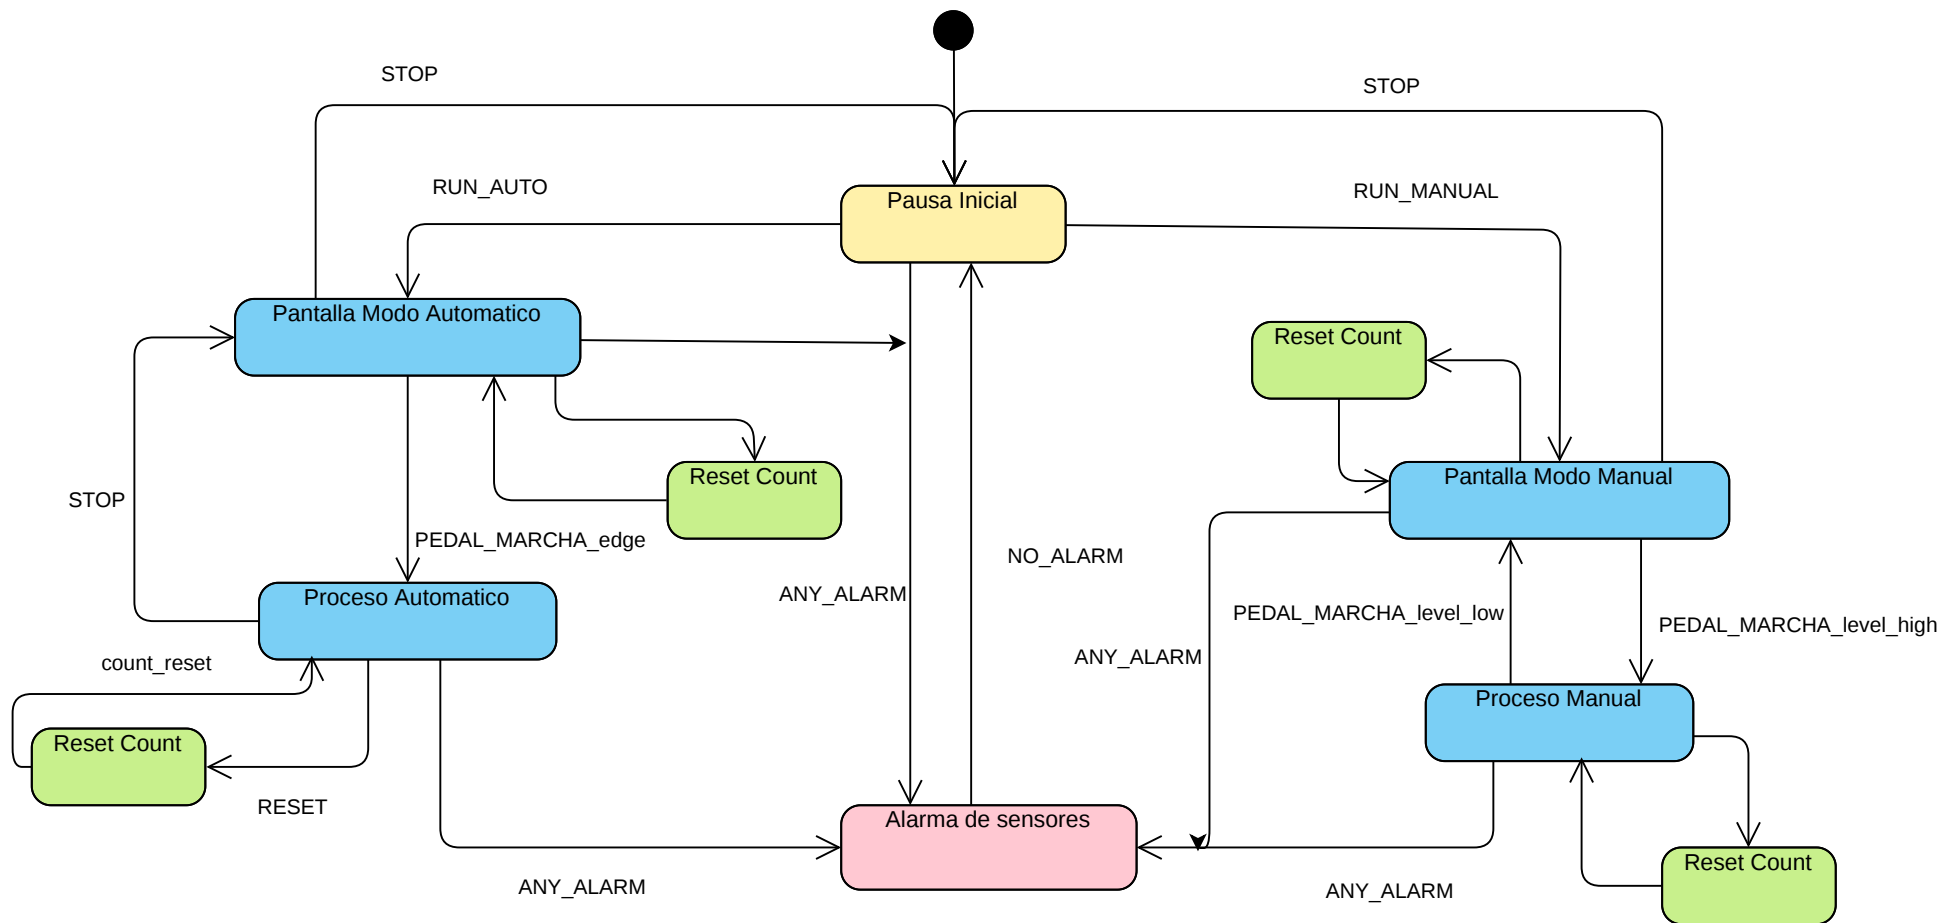 STOP
STOP
RUN_AUTO
Pausa Inicial
RUN_MANUAL
Pantalla Modo Automatico
Reset Count
Reset Count
Pantalla Modo Manual
STOP
PEDAL_MARCHA_edge
NO_ALARM
ANY_ALARM
Proceso Automatico
PEDAL_MARCHA_level_low
PEDAL_MARCHA_level_high
ANY_ALARM
count_reset
Proceso Manual
Reset Count
RESET
Alarma de sensores
Reset Count
ANY_ALARM
ANY_ALARM